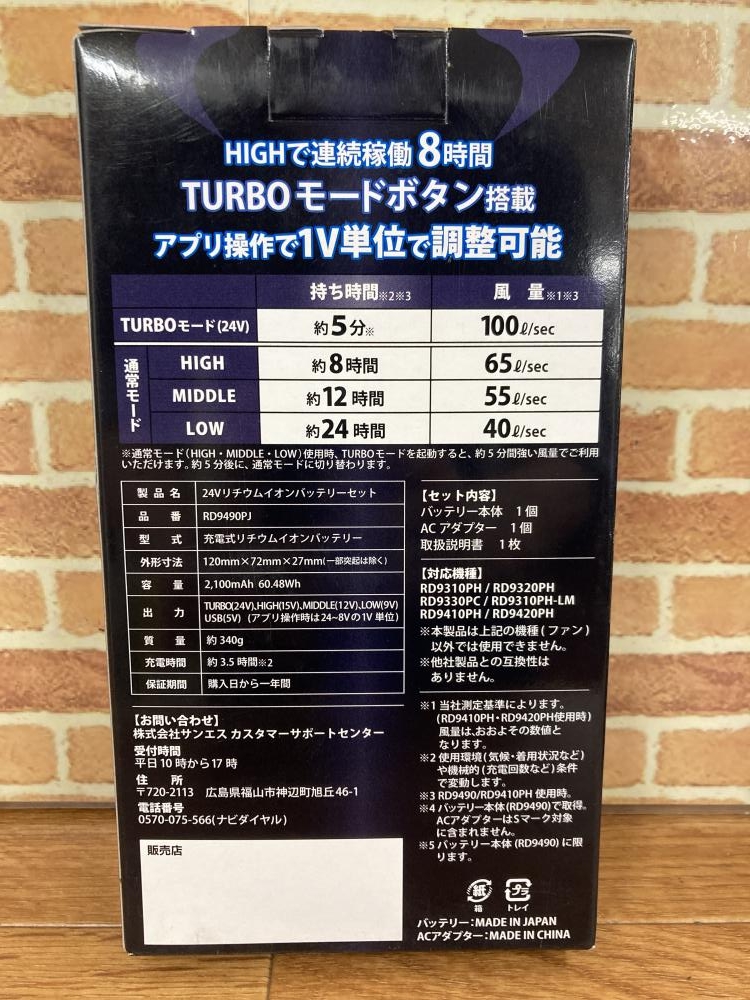 HIGHで連続稼働8時間
TURBOモードボタン搭載
アプリ操作で1V単位で調整可能
持ち時間※2※3 風量※1※3
TURBOモード(24V) 約5分※ 100ℓ/sec
通常モード
HIGH 約8時間 65ℓ/sec
MIDDLE 約12時間 55ℓ/sec
LOW 約24時間 40ℓ/sec
※通常モード(HIGH・MIDDLE・LOW)使用時、TURBOモードを起動すると、約5分間強い風量でご利用
いただけます。約5分後に、通常モードに切り替わります。
製品名 24Vリチウムイオンバッテリーセット
品番 RD9490PJ
型式 充電式リチウムイオンバッテリー
外形寸法 120mm×72mm×27mm(一部突起は除く)
容量 2,100mAh 60.48Wh
出力 TURBO(24V),HIGH(15V),MIDDLE(12V),LOW(9V)
USB(5V) (アプリ操作時は24~8Vの1V単位)
質量 約340g
充電時間 約3.5時間※2
保証期間 購入日から一年間
【お問い合わせ】
株式会社サンエス カスタマーサポートセンター
受付時間
平日10時から17時
住所
〒720-2113 広島県福山市神辺町旭丘46-1
電話番号
0570-075-566(ナビダイヤル)
販売店
【セット内容】
バッテリー本体 1個
ACアダプター 1個
取扱説明書 1枚
【対応機種】
RD9310PH / RD9320PH
RD9330PC / RD9310PH-LM
RD9410PH / RD9420PH
※本製品は上記の機種(ファン)
以外では使用できません。
※他社製品との互換性は
ありません。
※1 当社測定基準によります。
(RD9410PH・RD9420PH使用時)
風量は、おおよその数値と
なります。
※2 使用環境(気候・着用状況など)
や機械的(充電回数など)条件
で変動します。
※3 RD9490/RD9410PH 使用時。
※4 バッテリー本体(RD9490)で取得。
ACアダプターはSマーク対象
に含まれません。
※5 バッテリー本体(RD9490)に限
ります。
紙 プラ
箱 トレイ
バッテリー:MADE IN JAPAN
ACアダプター:MADE IN CHINA